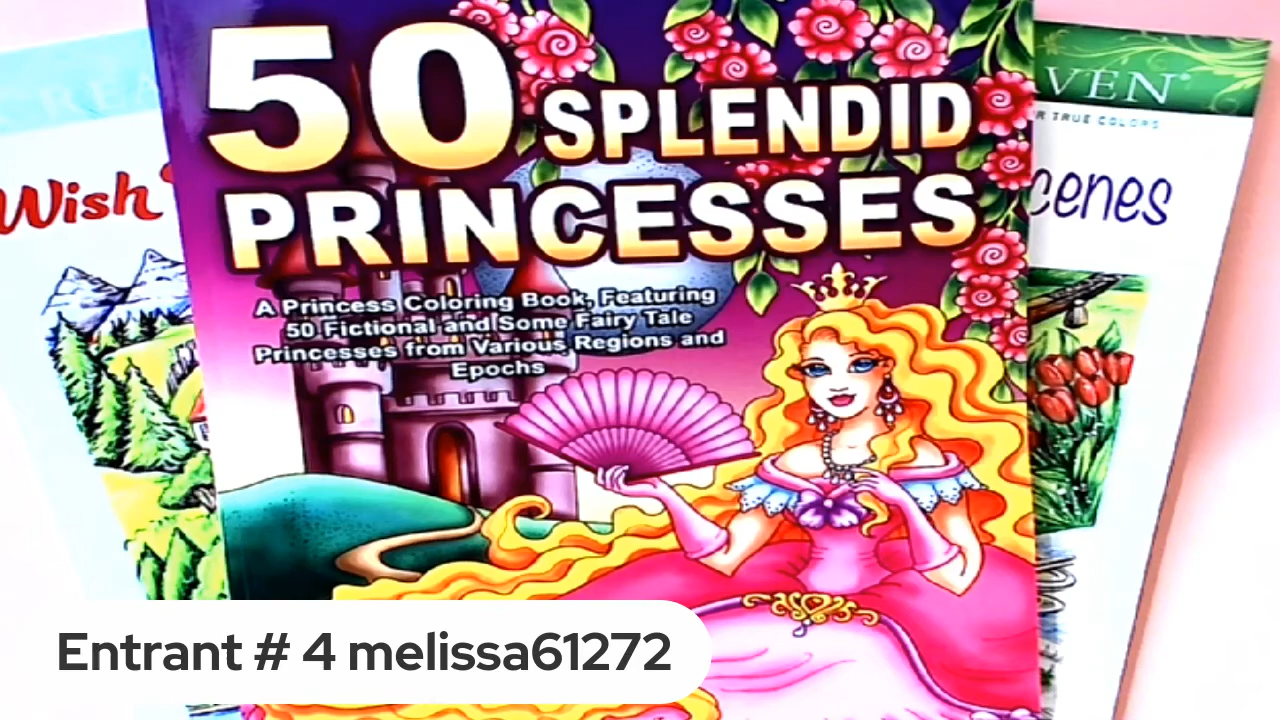 50 SPLENDID
PRINCESSES
A Princess Coloring Book, Featuring
50 Fictional and Some Fairy Tale
Princesses from Various Regions and
Epochs
CREA
Wish
VEN
R TRUE COLORS
cenes
Entrant # 4 melissa61272